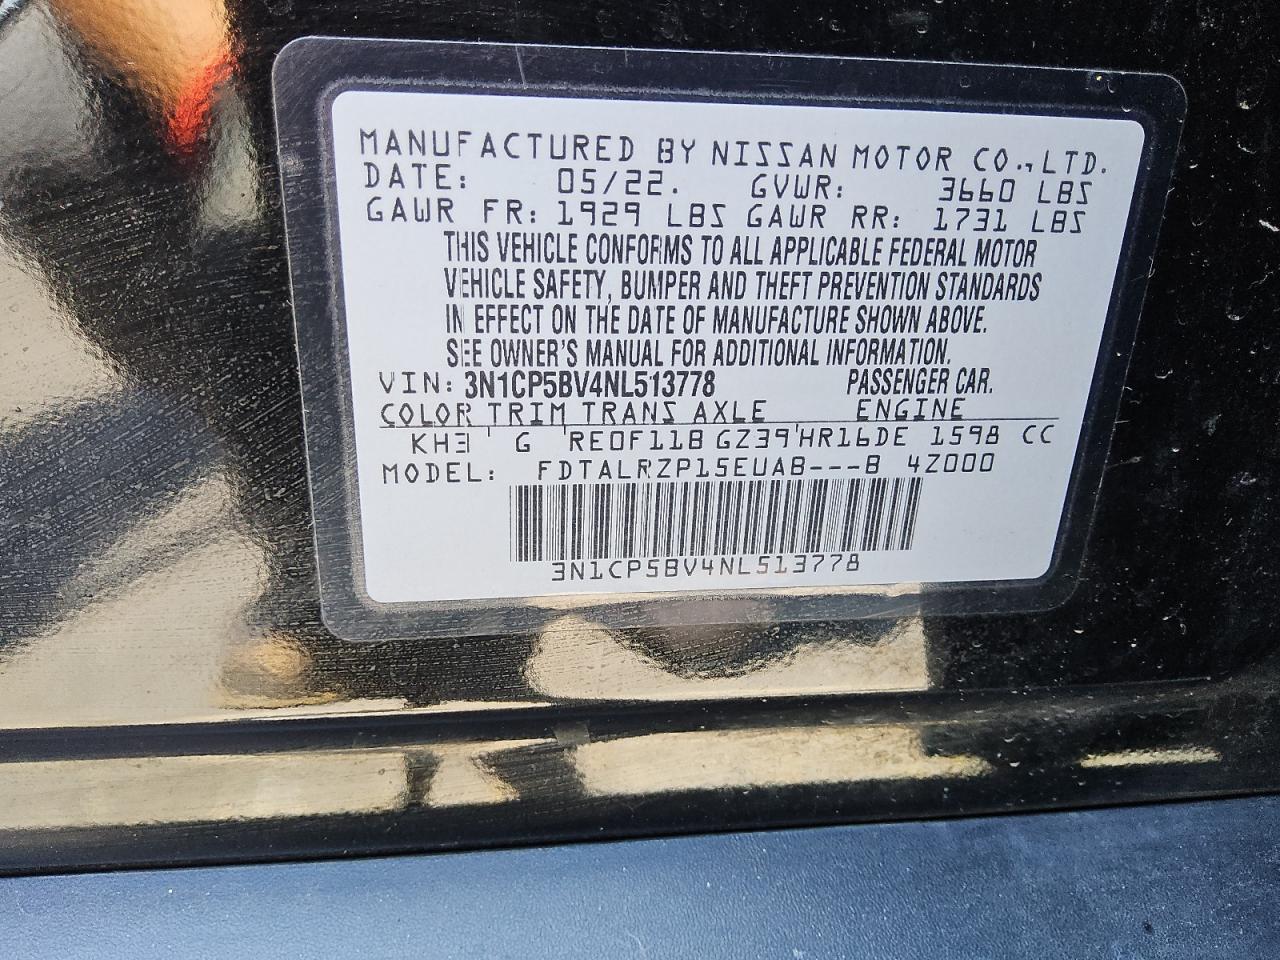 MANUFACTURED BY NISSAN MOTOR CO., LTD.
DATE: 05/22. GVWR: 3660 LBS
GAWR FR: 1929 LBS GAWR RR: 1731 LBS
THIS VEHICLE CONFORMS TO ALL APPLICABLE FEDERAL MOTOR
VEHICLE SAFETY, BUMPER AND THEFT PREVENTION STANDARDS
IN EFFECT ON THE DATE OF MANUFACTURE SHOWN ABOVE.
SEE OWNER'S MANUAL FOR ADDITIONAL INFORMATION.
VIN: 3N1CP5BV4NL513778 PASSENGER CAR.
COLOR TRIM TRANS AXLE ENGINE
KH3 G RE0F11B GZ39 HR16DE 1598 CC
MODEL: FDTALRZP15EUAB---B 4Z000
3N1CP5BV4NL513778